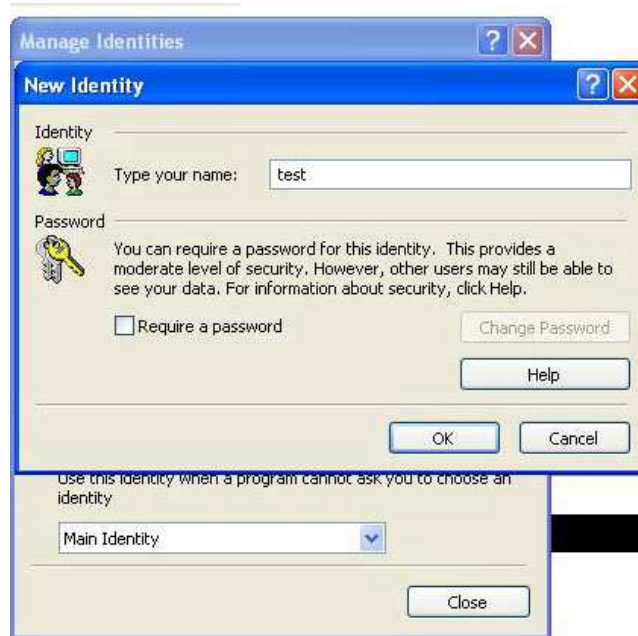 Manage Identities
New Identity
Identity
Type your name:
test
Password
You can require a password for this identity. This provides a
moderate level of security. However, other users may still be able to
see your data. For information about security, click Help.
Require a password
Change Password
Help
OK
Cancel
Use this identity when a program cannot ask you to choose an
identity
Main Identity
Close